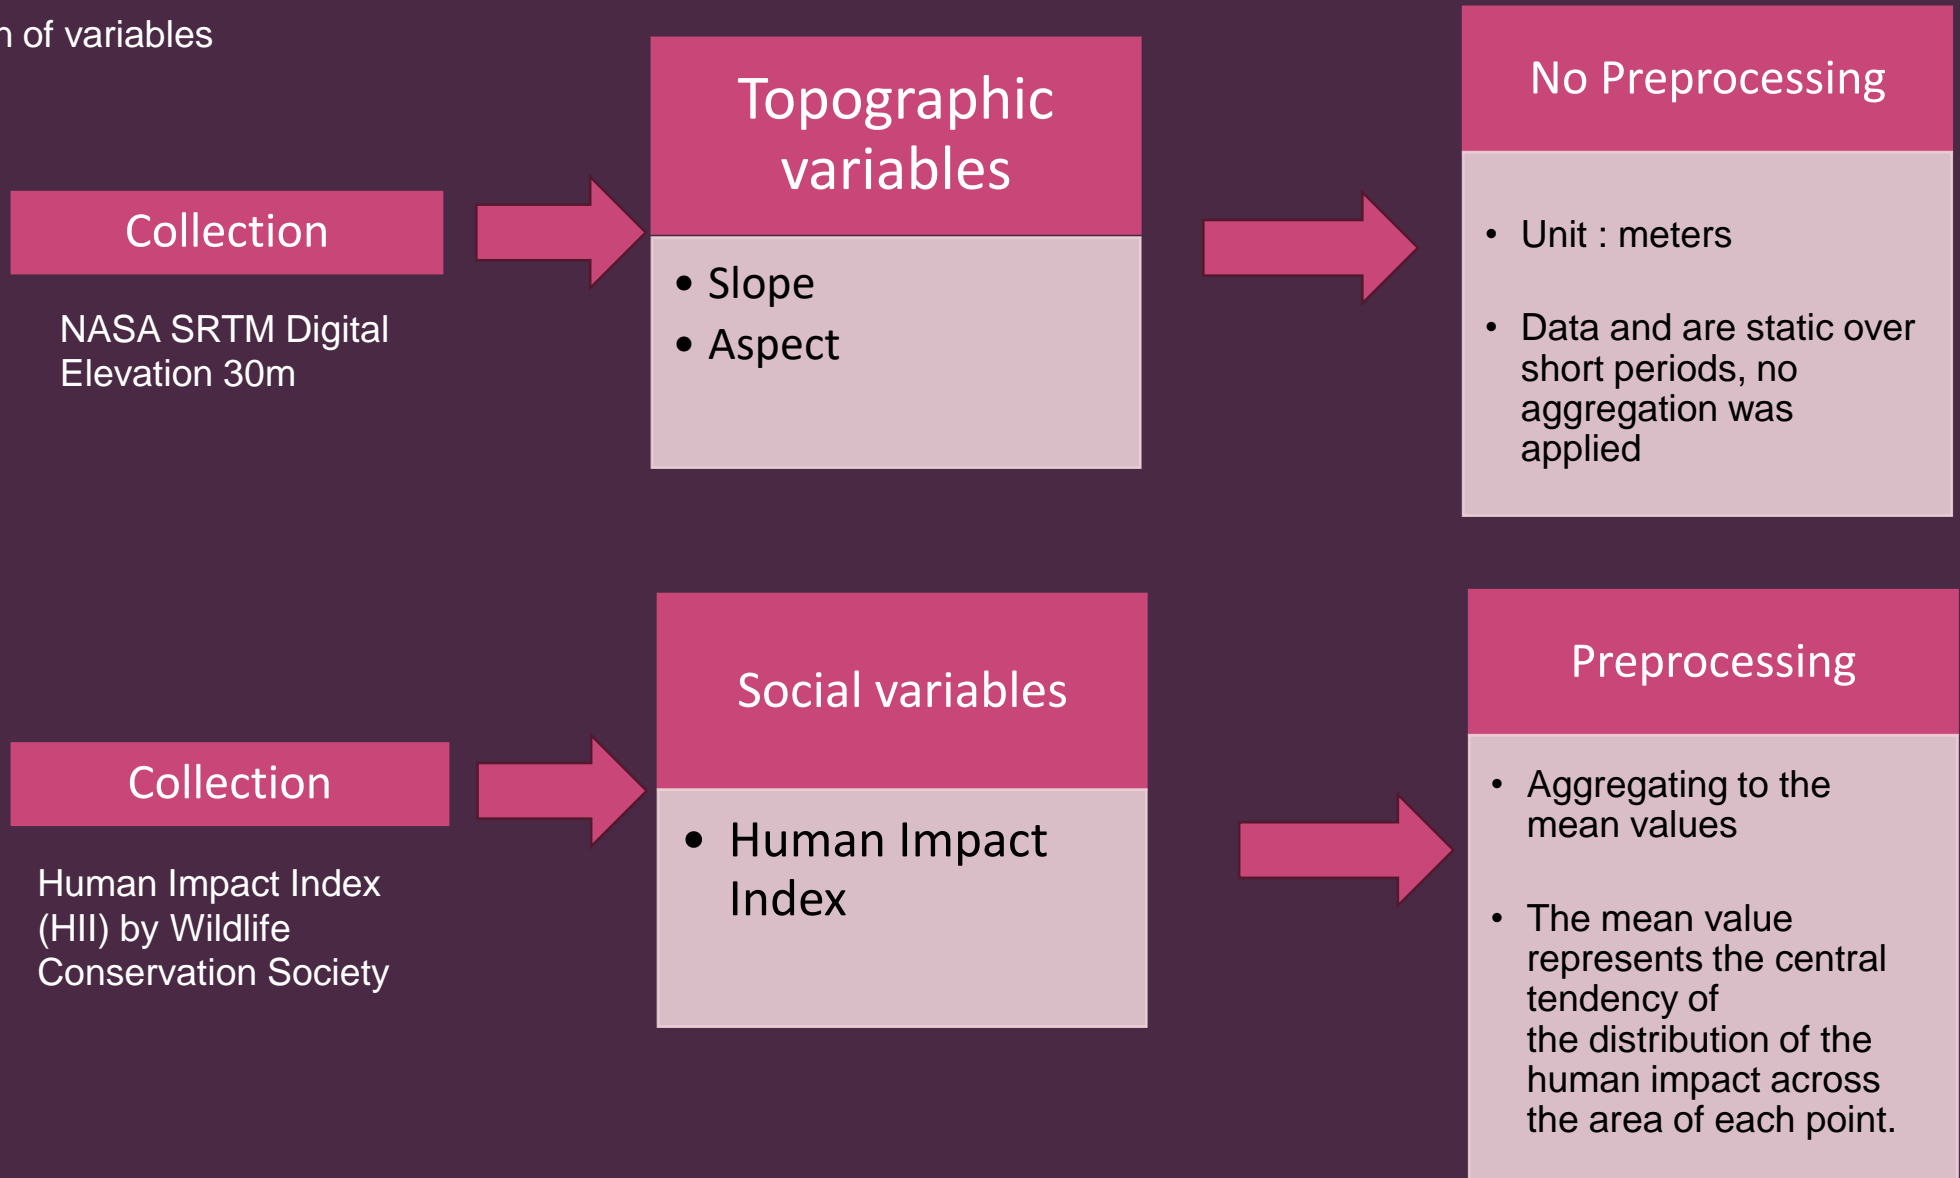 of variables
Collection
NASA SRTM Digital
Elevation 30m
Topographic
variables
• Slope
• Aspect
No Preprocessing
• Unit : meters
• Data and are static over
short periods, no
aggregation was
applied
Collection
Human Impact Index
(HII) by Wildlife
Conservation Society
Social variables
• Human Impact
Index
Preprocessing
• Aggregating to the
mean values
• The mean value
represents the central
tendency of
the distribution of the
human impact across
the area of each point.